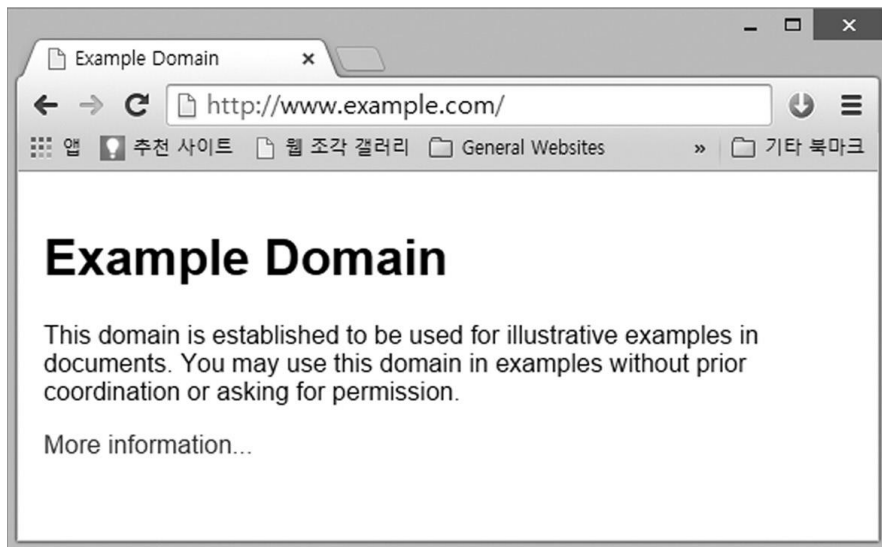 Example Domain
http://www.example.com/
앱 추천 사이트 웹 조각 갤러리 General Websites » 기타 북마크
Example Domain
This domain is established to be used for illustrative examples in
documents. You may use this domain in examples without prior
coordination or asking for permission.
More information...